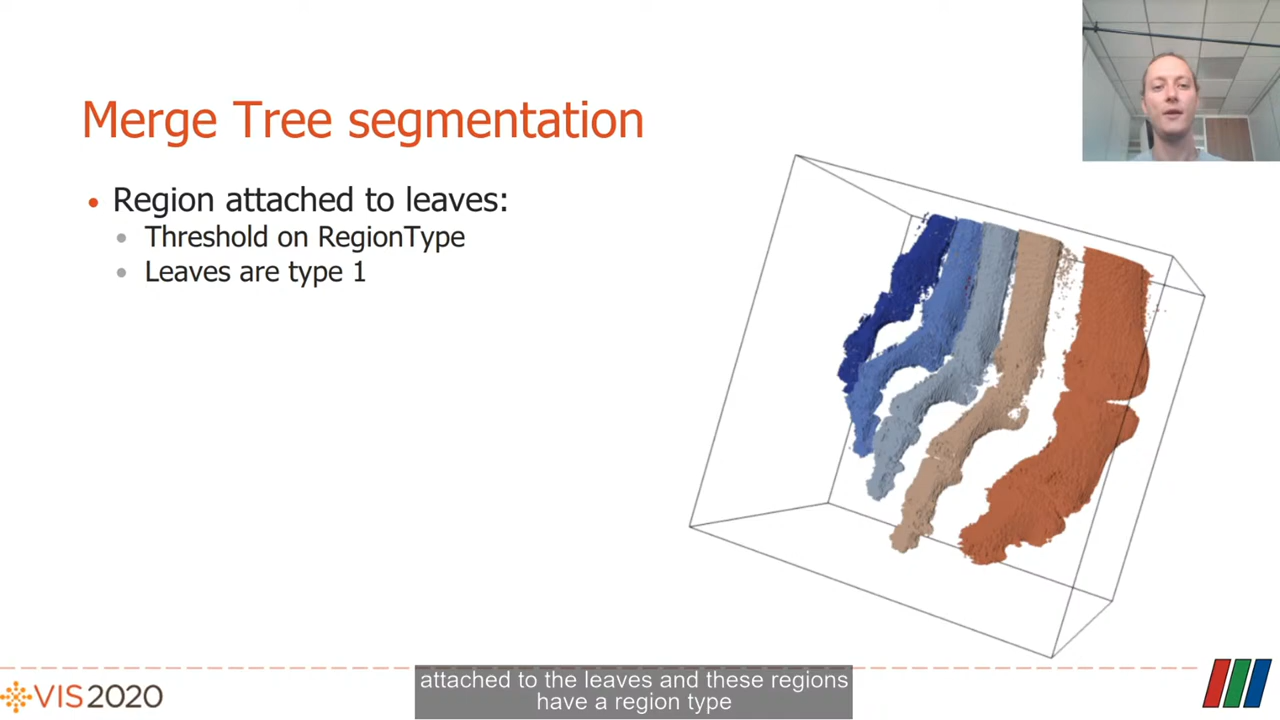 Merge Tree segmentation
• Region attached to leaves:
• Threshold on RegionType
• Leaves are type 1
attached to the leaves and these regions
have a region type
VIS2020